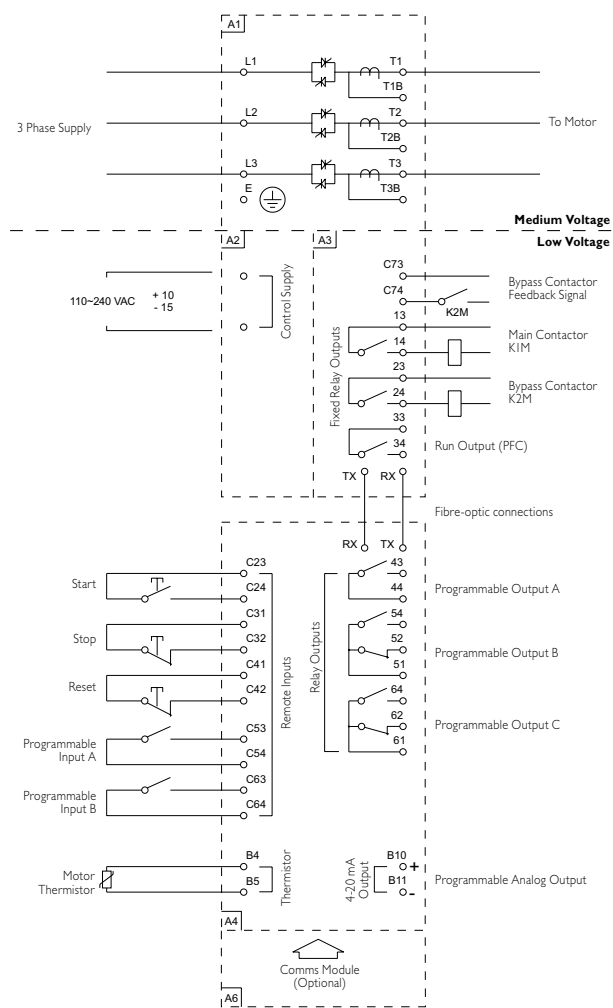 A1
L1
T1
T1B
3 Phase Supply
L2
T2
To Motor
T2B
L3
T3
E
T3B
Medium Voltage
Low Voltage
A2
A3
110~240 VAC
+ 10
- 15
Control Supply
C73
C74
K2M
Bypass Contactor
Feedback Signal
Fixed Relay Outputs
13
14
Main Contactor
K1M
23
24
Bypass Contactor
K2M
33
34
Run Output (PFC)
TX
RX
Fibre-optic connections
RX
TX
Start
C23
C24
Stop
C31
C32
Reset
C41
C42
Programmable
Input A
C53
C54
Programmable
Input B
C63
C64
Remote Inputs
Relay Outputs
43
44
Programmable Output A
54
52
51
Programmable Output B
64
62
61
Programmable Output C
Motor
Thermistor
B4
B5
Thermistor
4-20 mA
Output
B10
+
B11
-
Programmable Analog Output
A4
Comms Module
(Optional)
A6